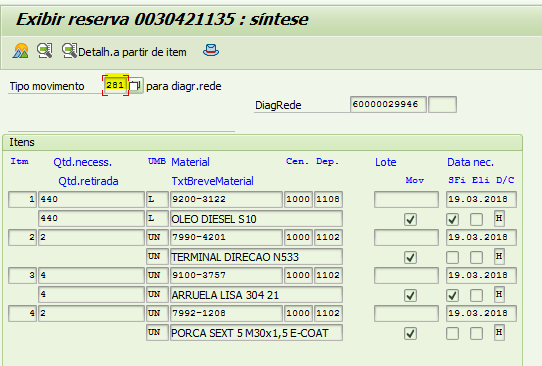 Exibir reserva 0030421135 : síntese
Detalh.a partir de item
Tipo movimento 281 para diagr.rede
DiagRede 60000029946
Itens
Itm Qtd.necess. UMB Material Cen. Dep. Lote Data nec.
Qtd.retirada TxtBreveMaterial Mov SFi Eli D/C
1 440 L 9200-3122 1000 1108 19.03.2018
440 L OLEO DIESEL S10 H
2 2 UN 7990-4201 1000 1102 19.03.2018
UN TERMINAL DIRECAO N533 H
3 4 UN 9100-3757 1000 1102 19.03.2018
4 UN ARRUELA LISA 304 21 H
4 2 UN 7992-1208 1000 1102 19.03.2018
UN PORCA SEXT 5 M30x1,5 E-COAT H